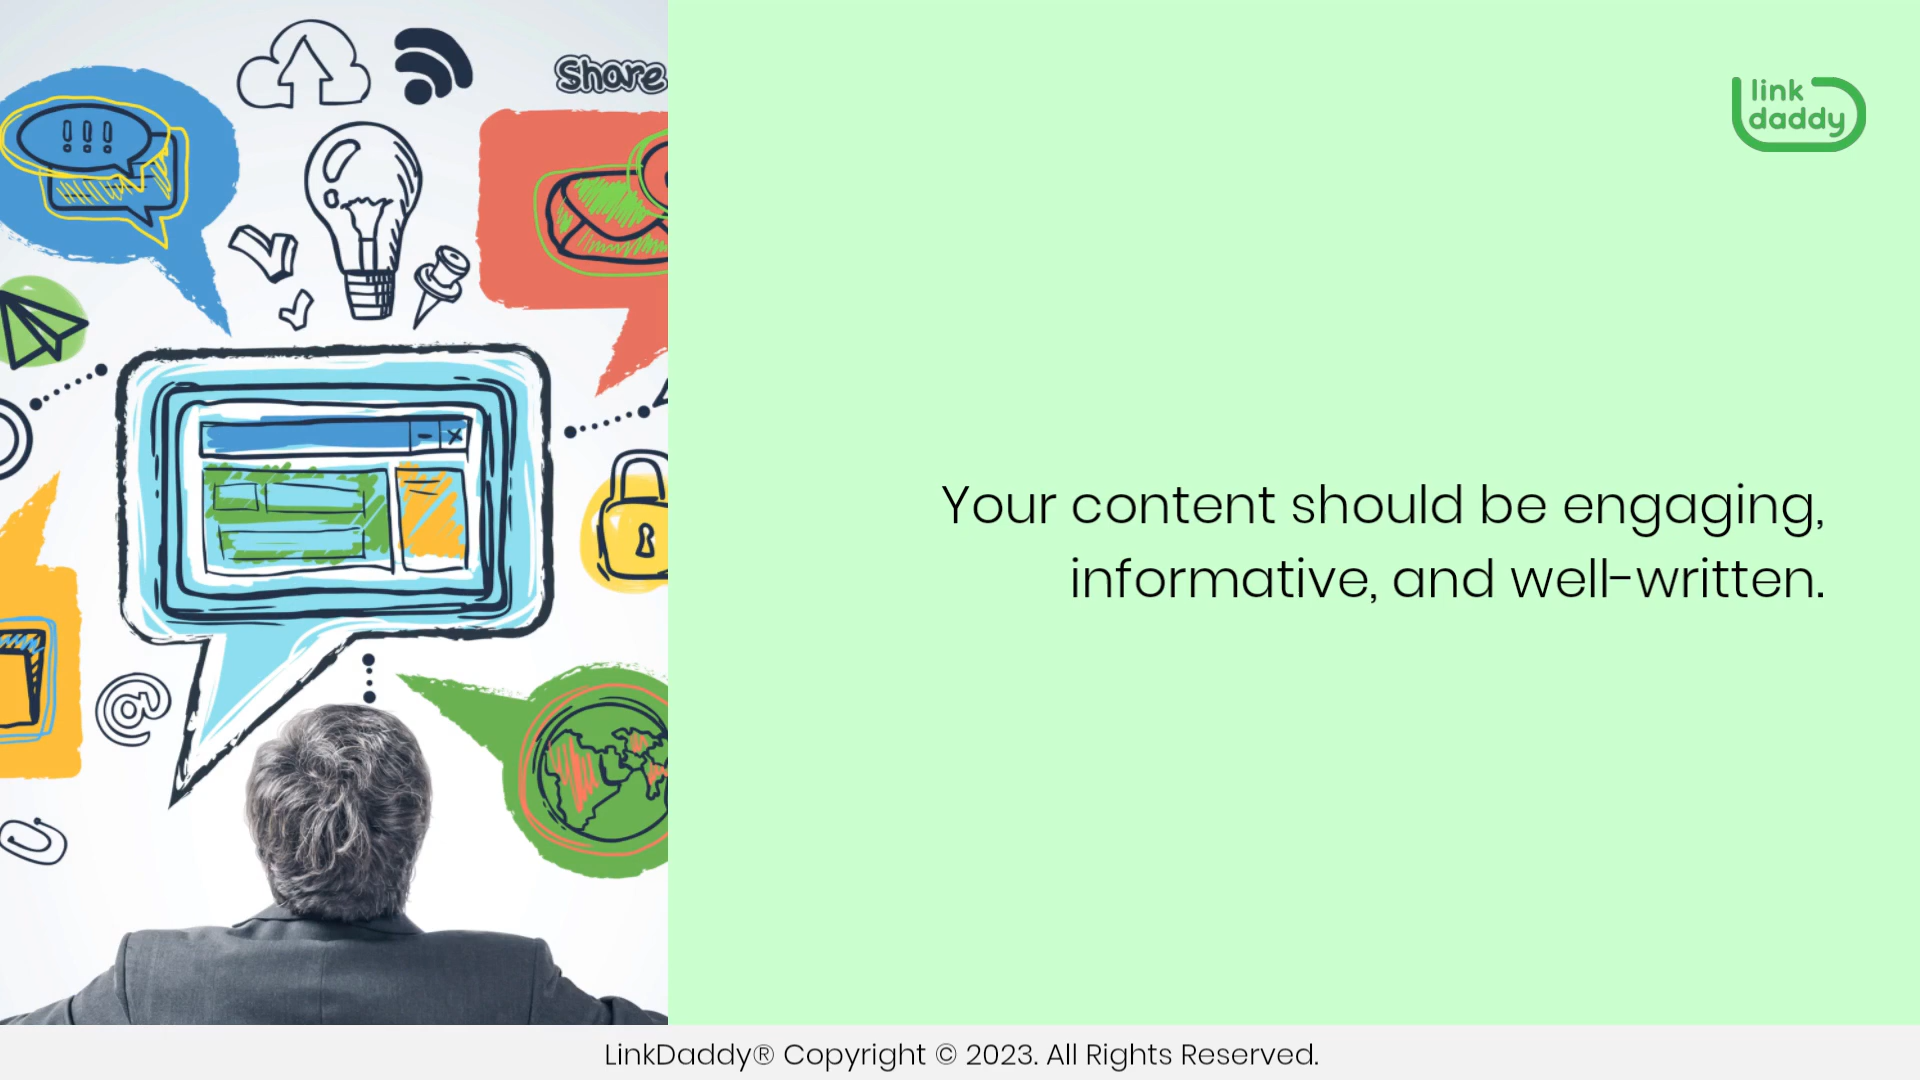 Share
link
daddy
Your content should be engaging,
informative, and well-written.
LinkDaddy® Copyright © 2023. All Rights Reserved.